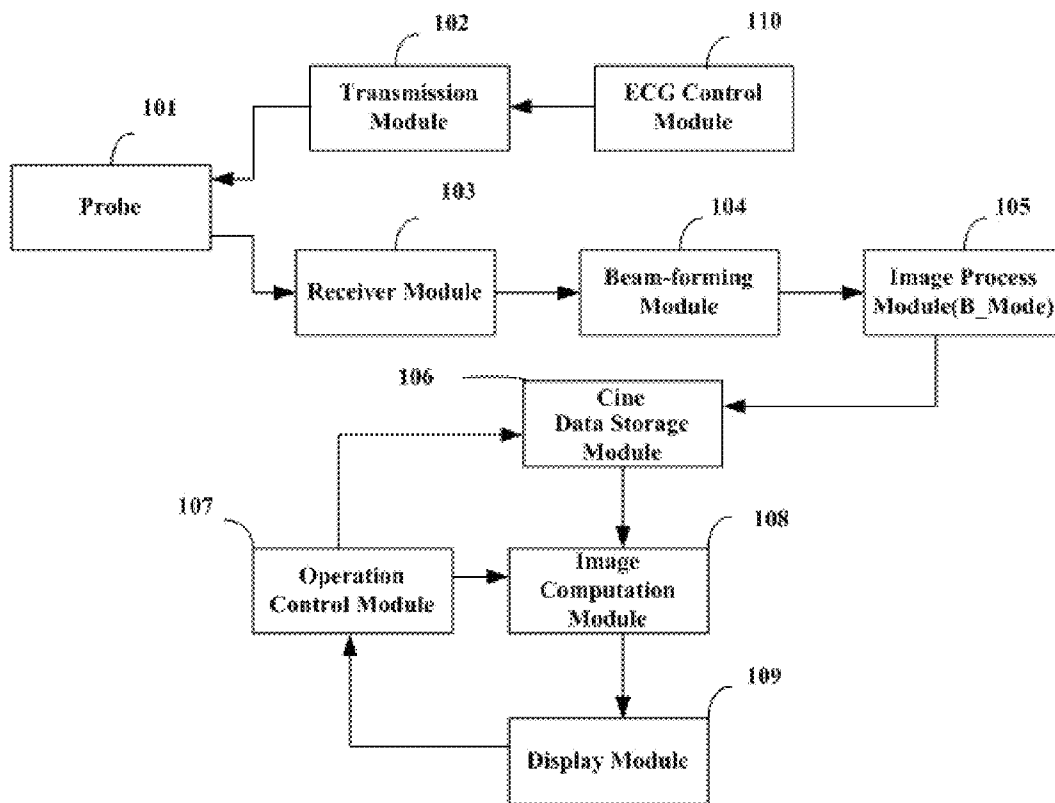 102
110
Transmission
Module
ECG Control
Module
101
Probe
103
104
105
Receiver Module
Beam-forming
Module
Image Process
Module(B_Mode)
106
Cine
Data Storage
Module
107
108
Operation
Control Module
Image
Computation
Module
109
Display Module